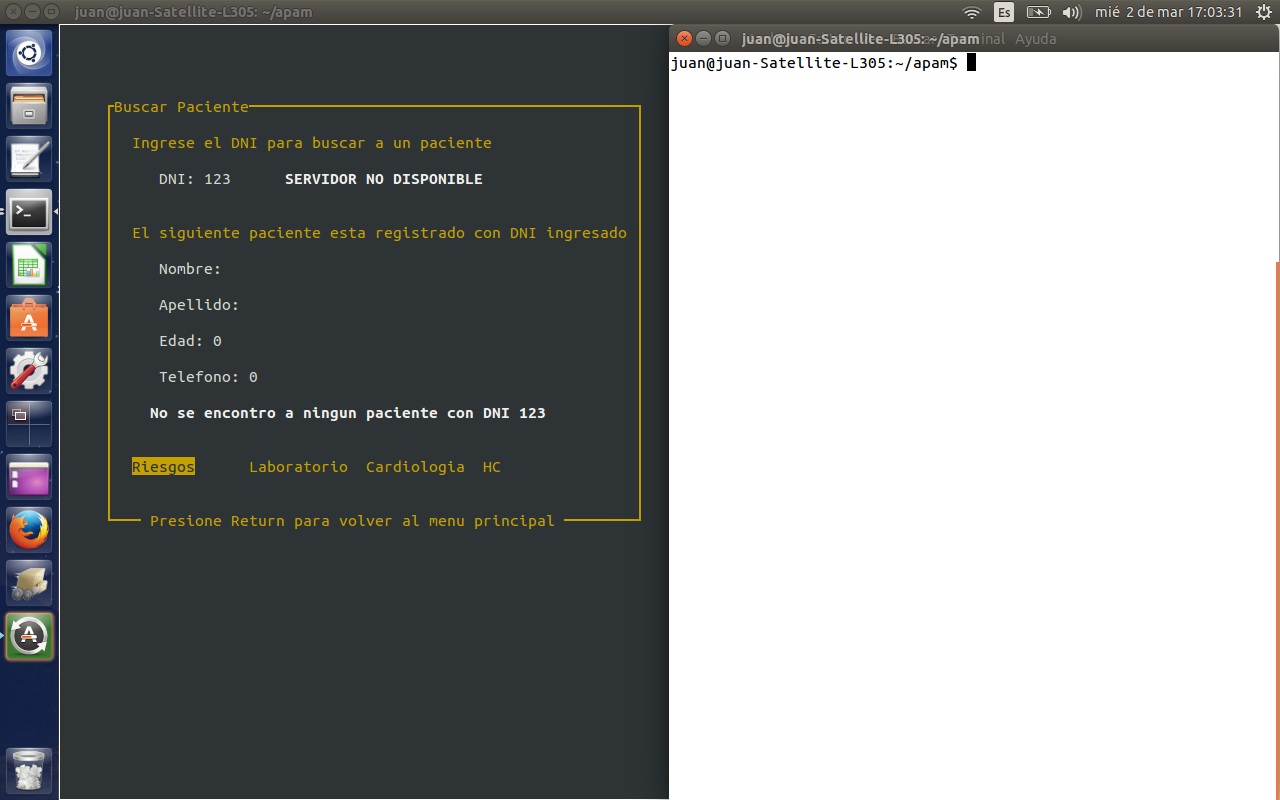 juan@juan-Satellite-L305: ~/apam
Es
mié 2 de mar 17:03:31
Buscar Paciente
Ingrese el DNI para buscar a un paciente
DNI: 123 SERVIDOR NO DISPONIBLE
El siguiente paciente esta registrado con DNI ingresado
Nombre:
Apellido:
Edad: 0
Telefono: 0
No se encontro a ningun paciente con DNI 123
Riesgos Laboratorio Cardiologia HC
Presione Return para volver al menu principal
juan@juan-Satellite-L305: ~/apam
Ayuda
juan@juan-Satellite-L305:~/apam$